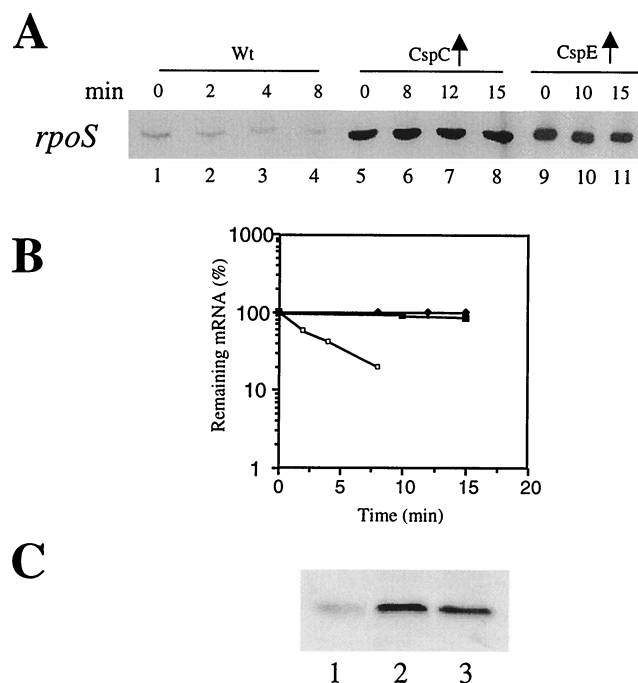 A
Wt CspC CspE
min 0 2 4 8 0 8 12 15 0 10 15
rpoS
1 2 3 4 5 6 7 8 9 10 11
B
Remaining mRNA (%)
1000
100
10
1
0 5 10 15 20
Time (min)
C
1 2 3